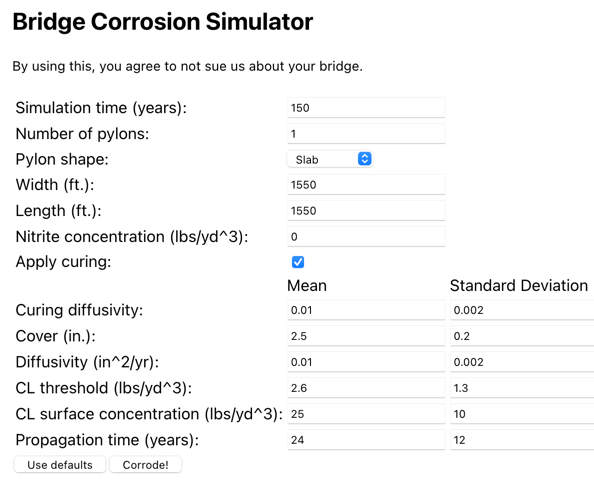 Bridge Corrosion Simulator
By using this, you agree to not sue us about your bridge.
Simulation time (years): 150
Number of pylons: 1
Pylon shape: Slab
Width (ft.): 1550
Length (ft.): 1550
Nitrite concentration (lbs/yd^3): 0
Apply curing:
Mean Standard Deviation
Curing diffusivity: 0.01 0.002
Cover (in.): 2.5 0.2
Diffusivity (in^2/yr): 0.01 0.002
CL threshold (lbs/yd^3): 2.6 1.3
CL surface concentration (lbs/yd^3): 25 10
Propagation time (years): 24 12
Use defaults Corrode!